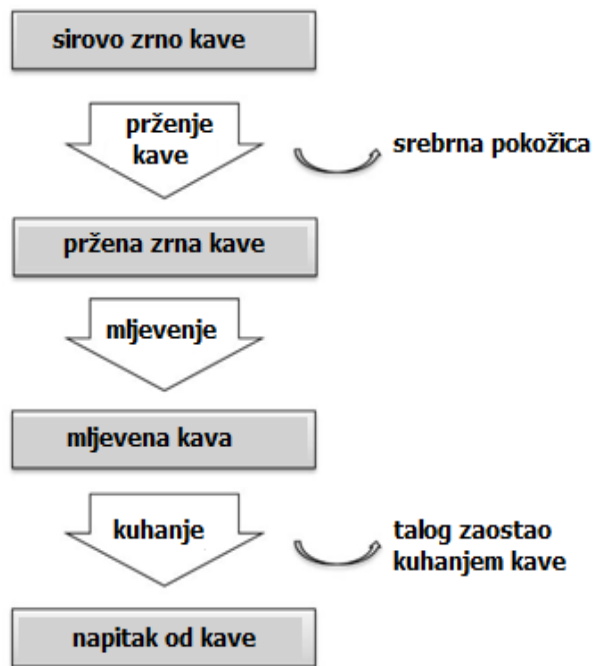 sirovo zrno kave
prženje
kave
srebrna pokožica
pržena zrna kave
mljevenje
mljevena kava
kuhanje
talog zaostao
kuhanjem kave
napitak od kave